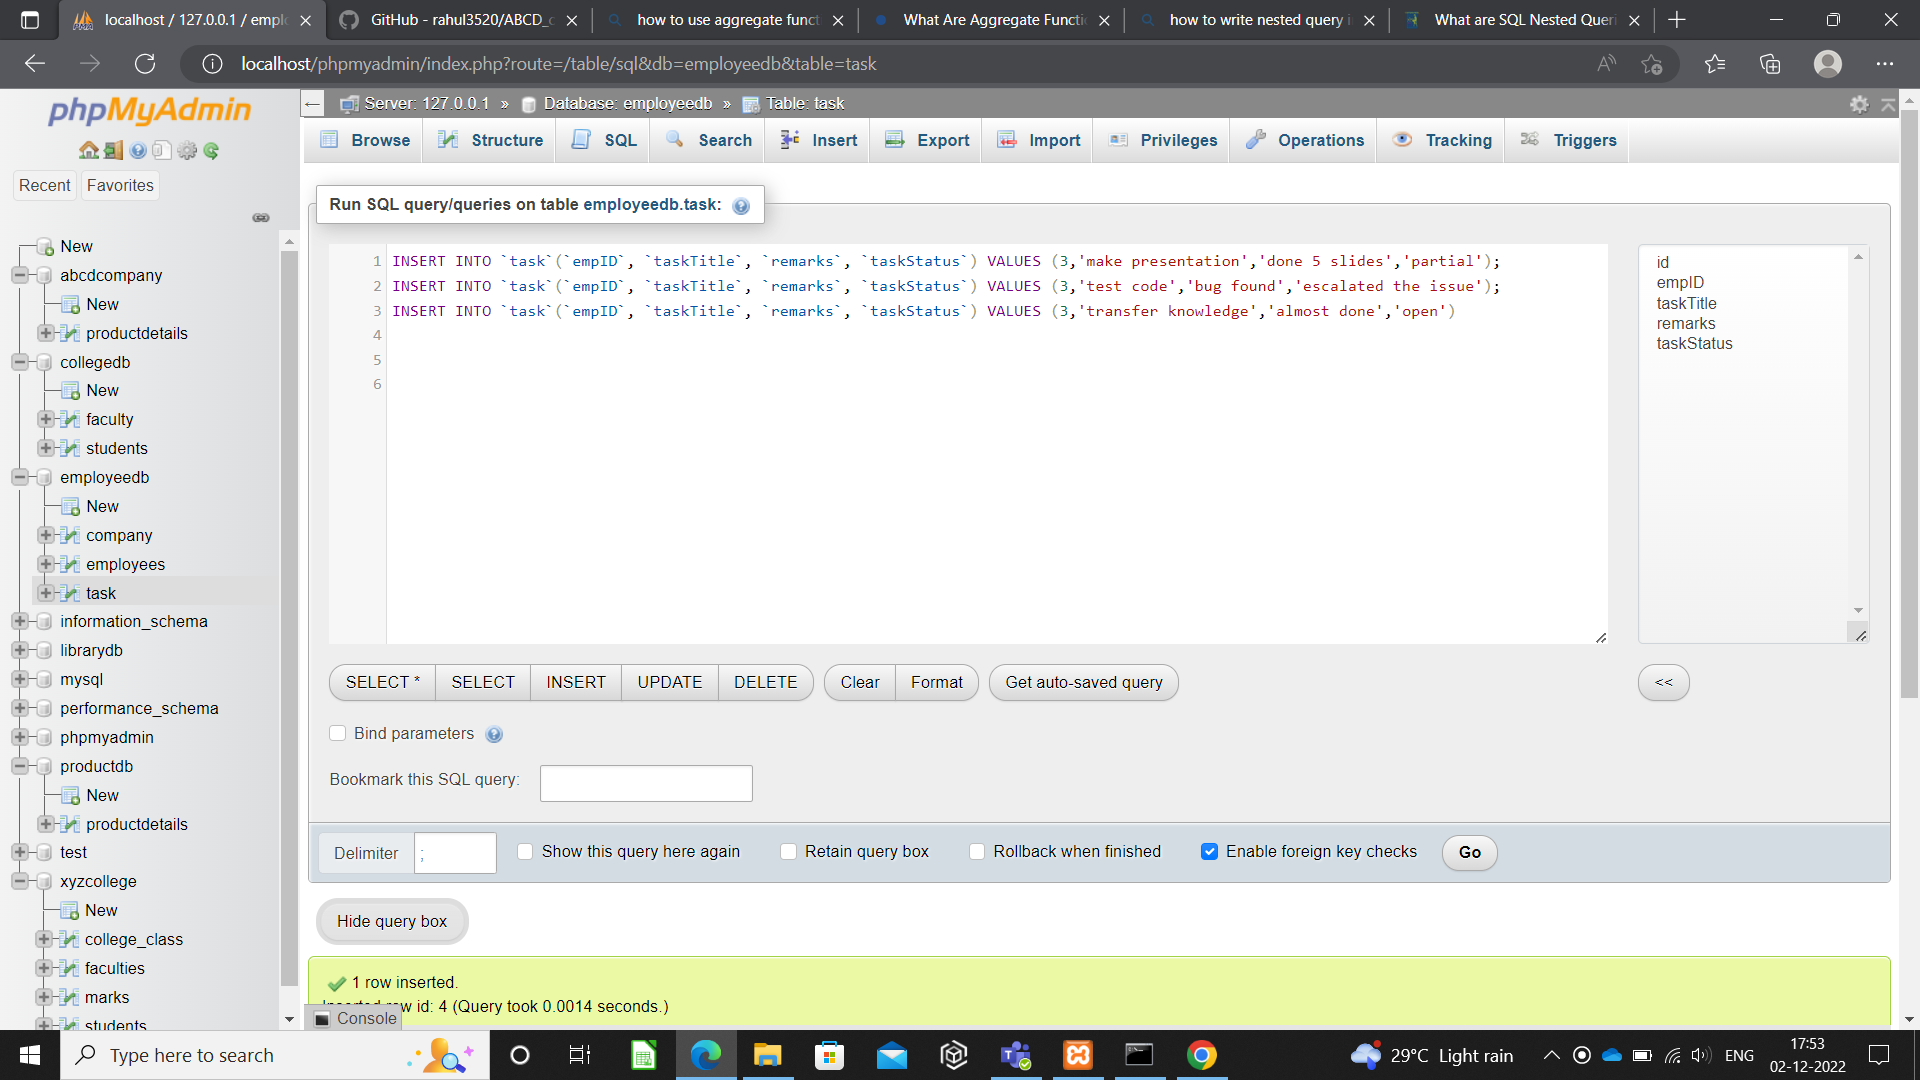 localhost / 127.0.0.1 / empl
GitHub - rahul3520/ABCD_c
how to use aggregate funct
What Are Aggregate Functi
how to write nested query i
What are SQL Nested Queri
localhost/phpmyadmin/index.php?route=/table/sql&db=employeedb&table=task
phpMyAdmin
Recent
Favorites
New
abcdcompany
New
productdetails
collegedb
New
faculty
students
employeedb
New
company
employees
task
information_schema
librarydb
mysql
performance_schema
phpmyadmin
productdb
New
productdetails
test
xyzcollege
New
college_class
faculties
marks
students
Server: 127.0.0.1 » Database: employeedb » Table: task
Browse
Structure
SQL
Search
Insert
Export
Import
Privileges
Operations
Tracking
Triggers
Run SQL query/queries on table employeedb.task:
1 INSERT INTO `task`(`empID`, `taskTitle`, `remarks`, `taskStatus`) VALUES (3,'make presentation','done 5 slides','partial');
2 INSERT INTO `task`(`empID`, `taskTitle`, `remarks`, `taskStatus`) VALUES (3,'test code','bug found','escalated the issue');
3 INSERT INTO `task`(`empID`, `taskTitle`, `remarks`, `taskStatus`) VALUES (3,'transfer knowledge','almost done','open')
4
5
6
id
empID
taskTitle
remarks
taskStatus
SELECT *
SELECT
INSERT
UPDATE
DELETE
Clear
Format
Get auto-saved query
<<
Bind parameters
Bookmark this SQL query:
Delimiter
;
Show this query here again
Retain query box
Rollback when finished
Enable foreign key checks
Go
Hide query box
1 row inserted.
Inserted row id: 4 (Query took 0.0014 seconds.)
Console
Type here to search
29°C Light rain
ENG
17:53
02-12-2022